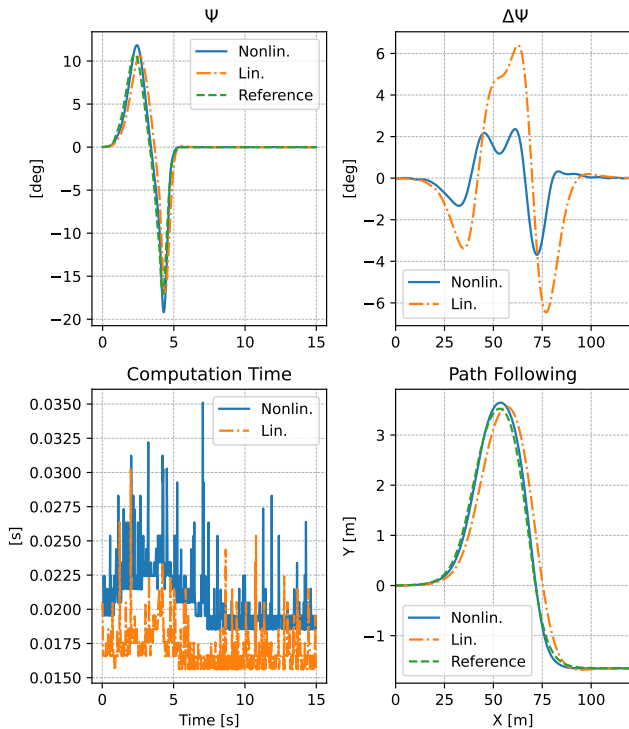 Ψ
10
5
0
−5
−10
−15
−20
[deg]
0
5
10
15
Nonlin.
Lin.
Reference
ΔΨ
6
4
2
0
−2
−4
−6
[deg]
0
25
50
75
100
Nonlin.
Lin.
Computation Time
0.0350
0.0325
0.0300
0.0275
0.0250
0.0225
0.0200
0.0175
0.0150
[s]
0
5
10
15
Time [s]
Nonlin.
Lin.
Path Following
3
2
1
0
−1
Y [m]
0
25
50
75
100
X [m]
Nonlin.
Lin.
Reference